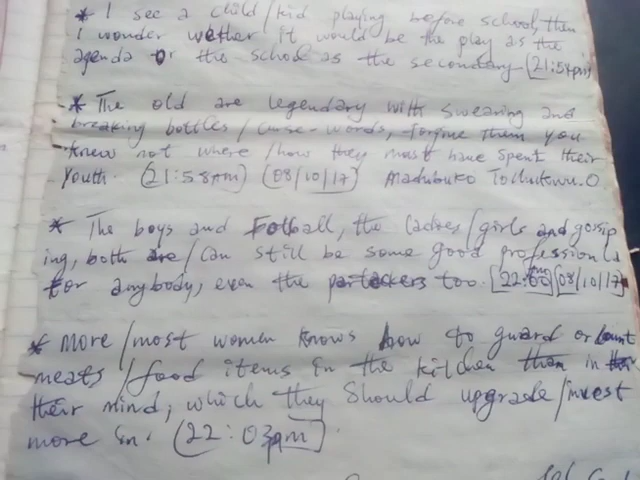 * I see a child/kid playing before school, then
I wonder wether it would be the play as the
agenda or the school as the secondary (21:54pm)
* The old are legendary with swearing and
breaking bottles/curse-words, forgive them you
knew not where/how they must have spent their
youth. (21:58pm) (08/10/17) Madubuko Tochukwu.O
* The boys and Football, the ladies/girls and gossip
ing, both are/can still be some good profession
for anybody, even the partakers too. [22:00pm] [08/10/17]
* More/most women knows how to guard or count
meats/food items in the kitchen than in
their mind, which they should upgrade/invest
more in. (22:03pm)